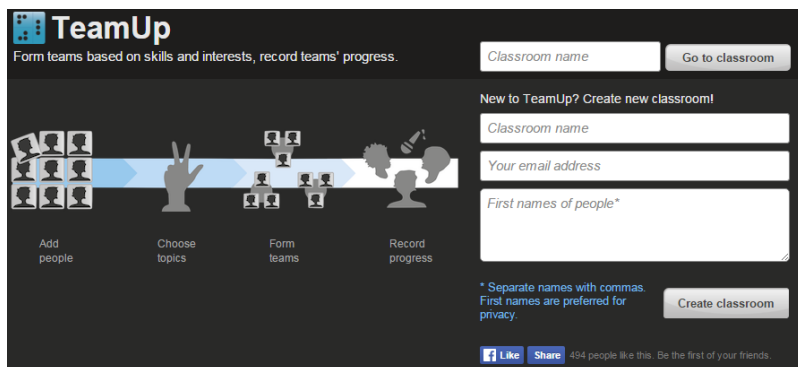 TeamUp
Form teams based on skills and interests, record teams' progress.
Classroom name
Go to classroom
Add
people
Choose
topics
Form
teams
Record
progress
New to TeamUp? Create new classroom!
Classroom name
Your email address
First names of people*
* Separate names with commas.
First names are preferred for
privacy.
Create classroom
f Like Share 494 people like this. Be the first of your friends.